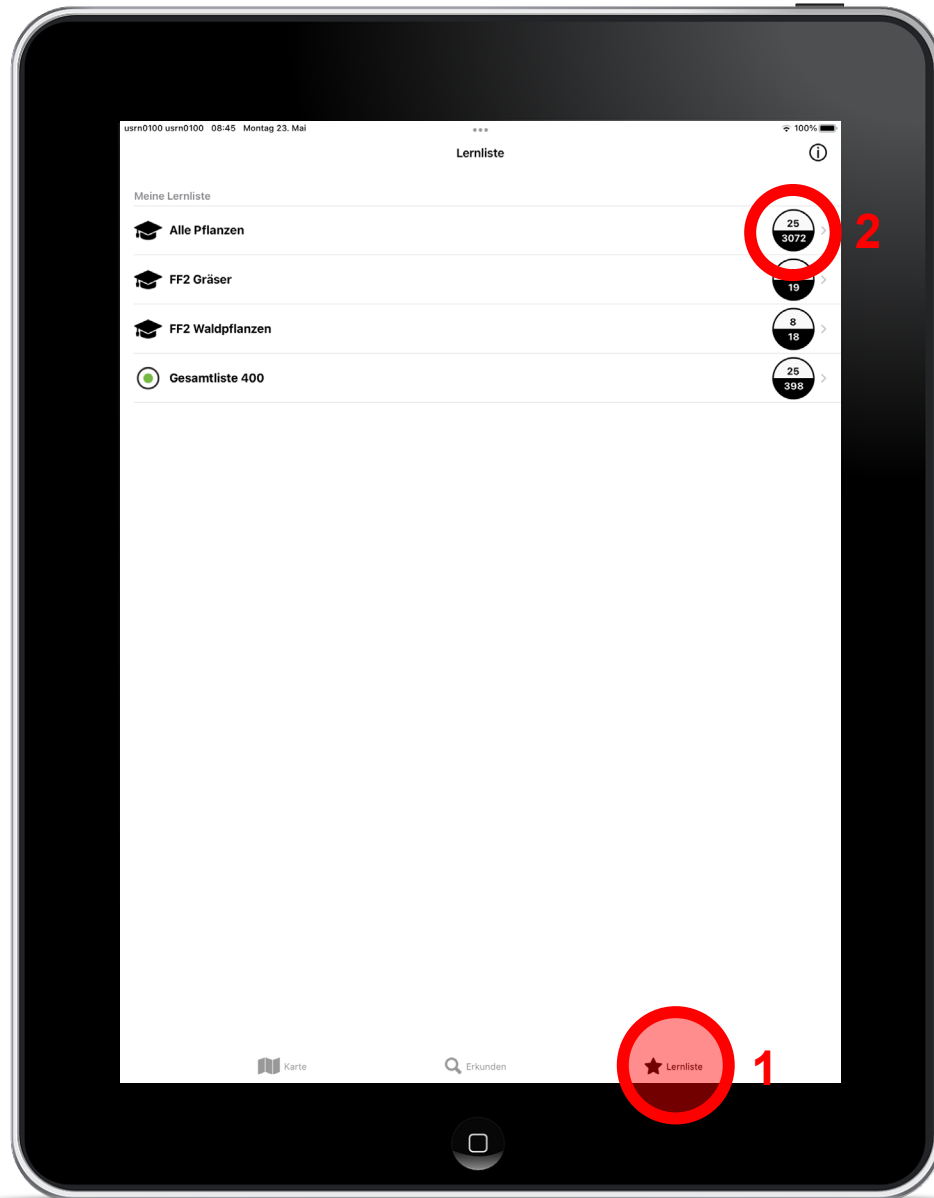 usrn0100 usrn0100 08:45 Montag 23. Mai 100%
Lernliste
Meine Lernliste
Alle Pflanzen 25 3072 2
FF2 Gräser 19
FF2 Waldpflanzen 8 18
Gesamtliste 400 25 398
Karte Erkunden Lernliste 1